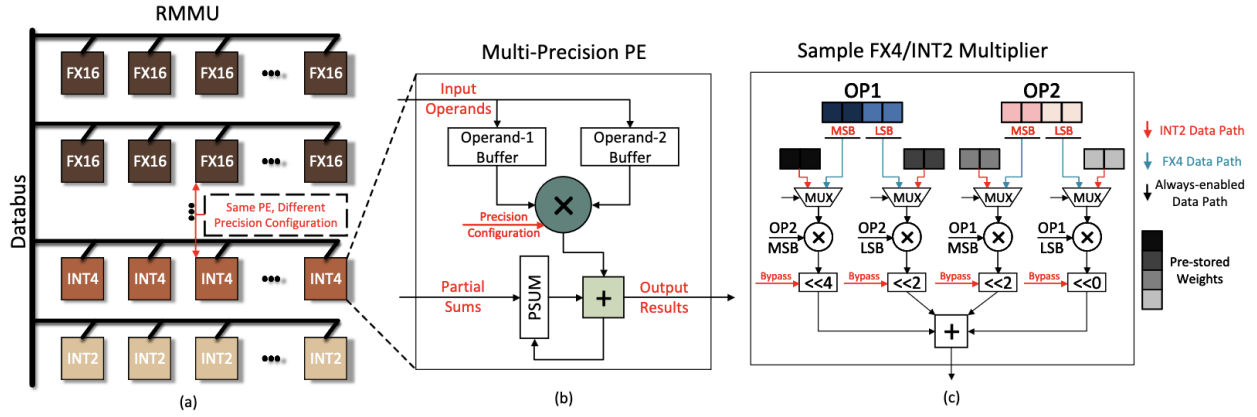 RMMU
Databus
FX16 FX16 FX16 FX16
FX16 FX16 FX16 FX16
Same PE, Different
Precision Configuration
INT4 INT4 INT4 INT4
INT2 INT2 INT2 INT2
(a)
Multi-Precision PE
Input
Operands
Operand-1
Buffer
Operand-2
Buffer
Precision
Configuration
Partial
Sums
PSUM
+
Output
Results
(b)
Sample FX4/INT2 Multiplier
OP1 OP2
MSB LSB MSB LSB
MUX MUX MUX MUX
OP2
MSB
OP2
LSB
OP1
MSB
OP1
LSB
Bypass <<4 Bypass <<2 Bypass <<2 Bypass <<0
+
INT2 Data Path
FX4 Data Path
Always-enabled
Data Path
Pre-stored
Weights
(c)